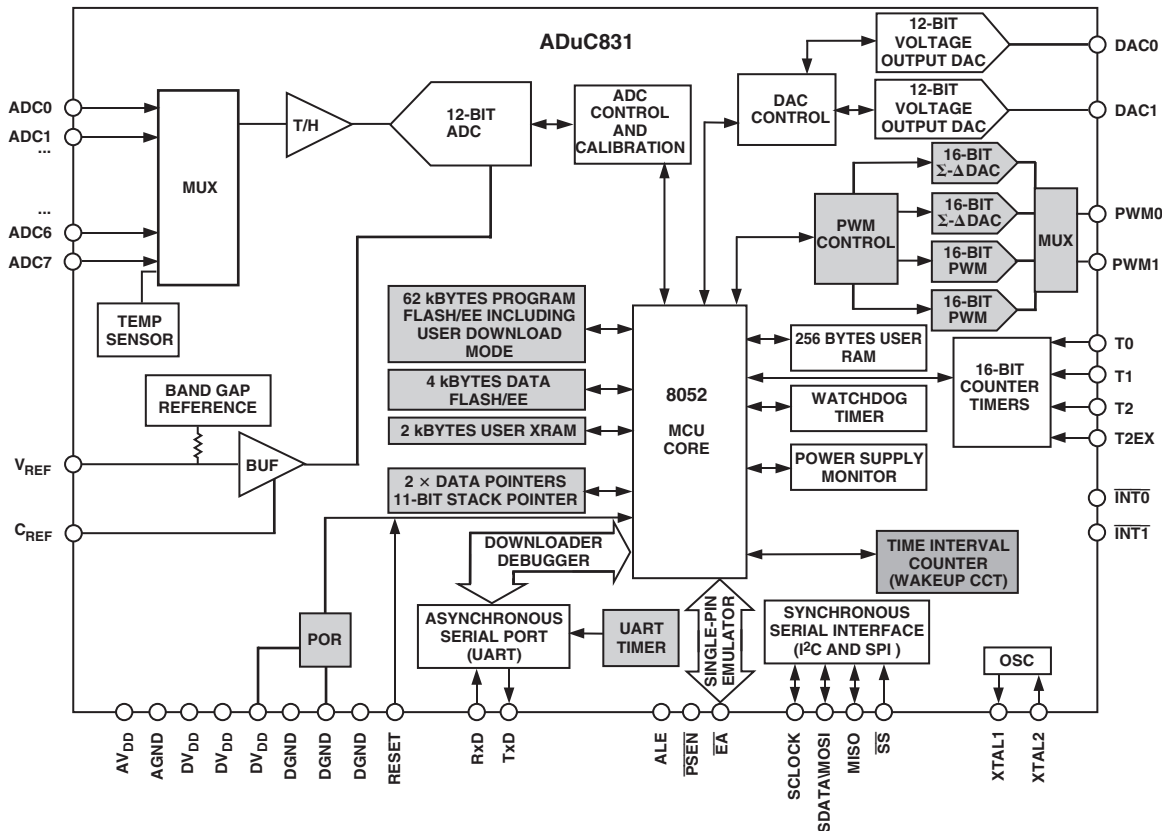 ADuC831
12-BIT
VOLTAGE
OUTPUT DAC
DAC0
ADC0
ADC1
...
...
ADC6
ADC7
MUX
T/H
12-BIT
ADC
ADC
CONTROL
AND
CALIBRATION
DAC
CONTROL
12-BIT
VOLTAGE
OUTPUT DAC
DAC1
16-BIT
Σ-Δ DAC
16-BIT
Σ-Δ DAC
16-BIT
PWM
16-BIT
PWM
PWM
CONTROL
MUX
PWM0
PWM1
TEMP
SENSOR
62 kBYTES PROGRAM
FLASH/EE INCLUDING
USER DOWNLOAD
MODE
4 kBYTES DATA
FLASH/EE
2 kBYTES USER XRAM
2 × DATA POINTERS
11-BIT STACK POINTER
8052
MCU
CORE
256 BYTES USER
RAM
WATCHDOG
TIMER
POWER SUPPLY
MONITOR
16-BIT
COUNTER
TIMERS
T0
T1
T2
T2EX
INT0
INT1
BAND GAP
REFERENCE
VREF
BUF
CREF
DOWNLOADER
DEBUGGER
TIME INTERVAL
COUNTER
(WAKEUP CCT)
POR
ASYNCHRONOUS
SERIAL PORT
(UART)
UART
TIMER
SINGLE-PIN
EMULATOR
SYNCHRONOUS
SERIAL INTERFACE
(I2C AND SPI )
OSC
AVDD
AGND
DVDD
DVDD
DVDD
DGND
DGND
DGND
RESET
RxD
TxD
ALE
PSEN
EA
SCLOCK
SDATA\MOSI
MISO
SS
XTAL1
XTAL2